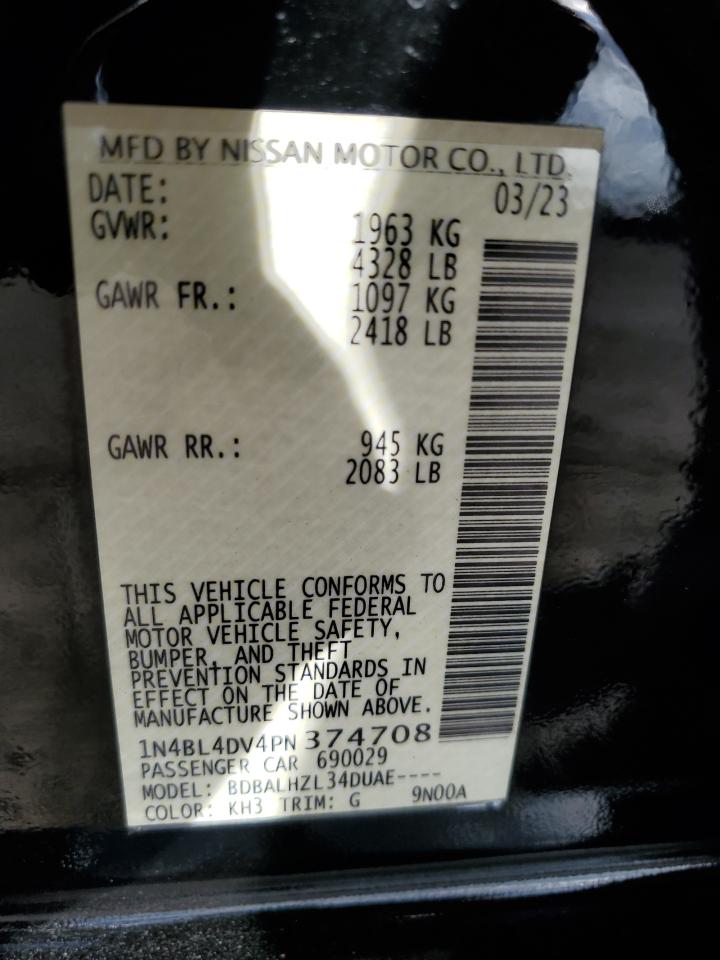 MFD BY NISSAN MOTOR CO., LTD.
DATE: 03/23
GVWR: 1963 KG
4328 LB
GAWR FR.: 1097 KG
2418 LB
GAWR RR.: 945 KG
2083 LB
THIS VEHICLE CONFORMS TO
ALL APPLICABLE FEDERAL
MOTOR VEHICLE SAFETY,
BUMPER, AND THEFT
PREVENTION STANDARDS IN
EFFECT ON THE DATE OF
MANUFACTURE SHOWN ABOVE.
1N4BL4DV4PN 374708
PASSENGER CAR 690029
MODEL: BDBALHZL34DUAE----
COLOR: KH3 TRIM: G 9N00A